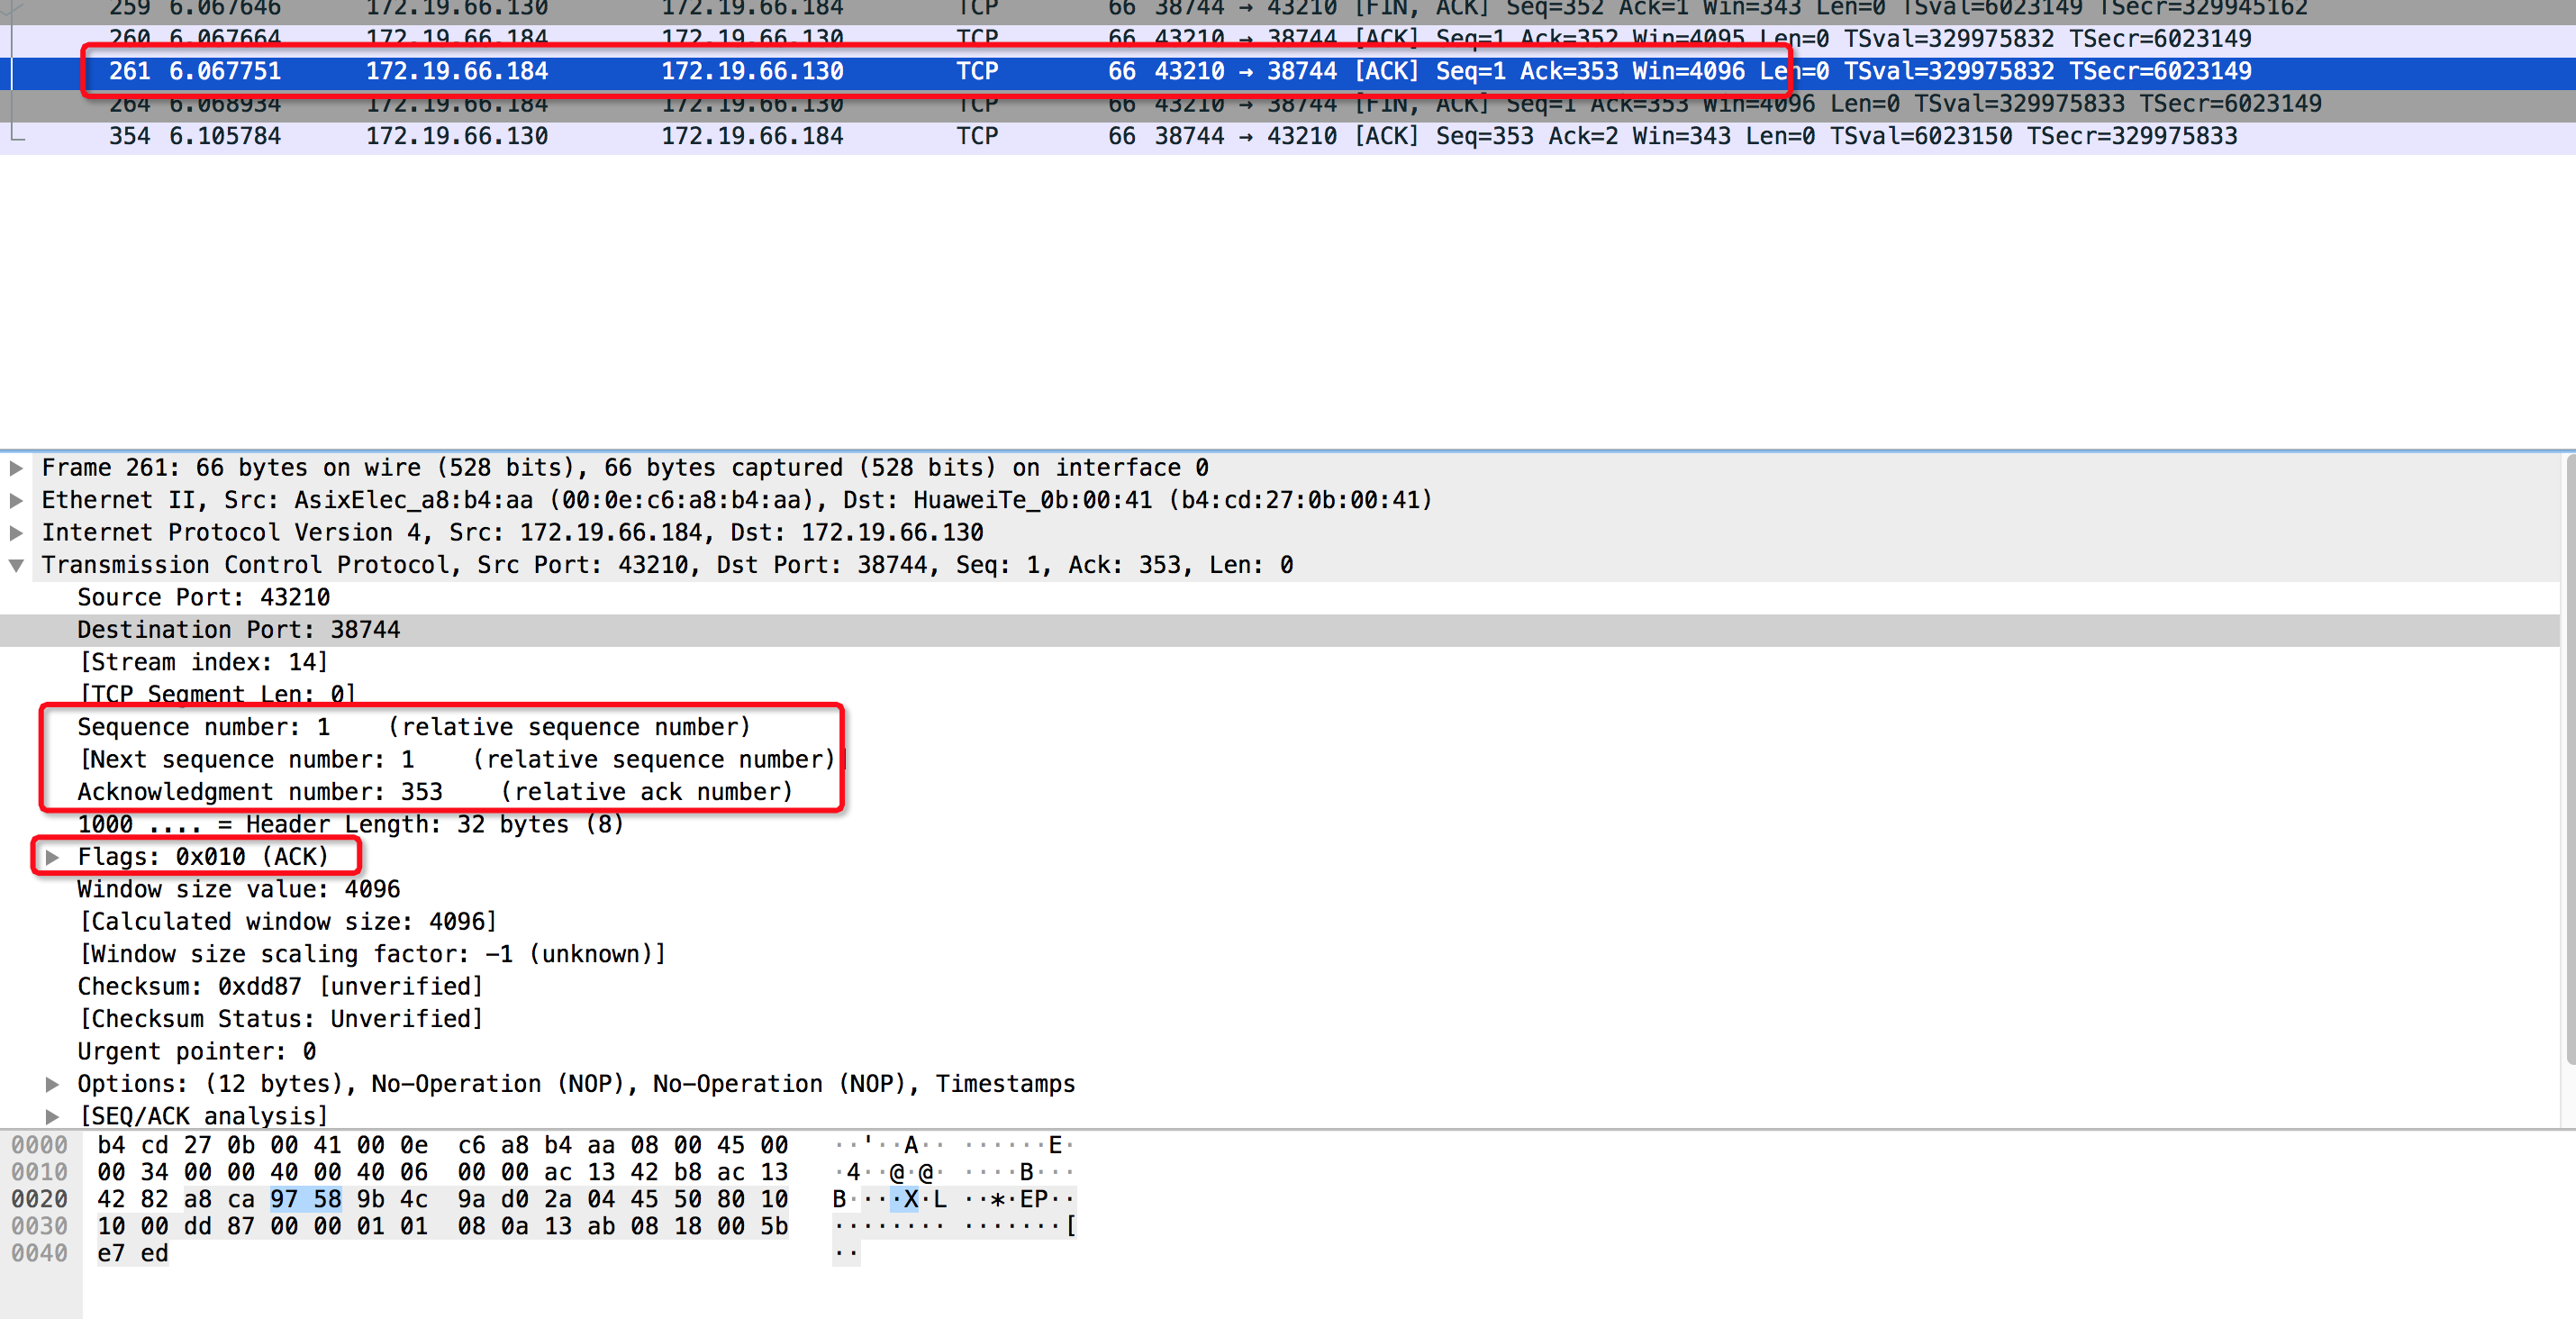 259 6.067646 172.19.66.130 172.19.66.184 TCP 66 38744 → 43210 [FIN, ACK] Seq=352 Ack=1 Win=343 Len=0 TSval=6023149 TSecr=329945162
260 6.067664 172.19.66.184 172.19.66.130 TCP 66 43210 → 38744 [ACK] Seq=1 Ack=352 Win=4095 Len=0 TSval=329975832 TSecr=6023149
261 6.067751 172.19.66.184 172.19.66.130 TCP 66 43210 → 38744 [ACK] Seq=1 Ack=353 Win=4096 Len=0 TSval=329975832 TSecr=6023149
264 6.068934 172.19.66.184 172.19.66.130 TCP 66 43210 → 38744 [FIN, ACK] Seq=1 Ack=353 Win=4096 Len=0 TSval=329975833 TSecr=6023149
354 6.105784 172.19.66.130 172.19.66.184 TCP 66 38744 → 43210 [ACK] Seq=353 Ack=2 Win=343 Len=0 TSval=6023150 TSecr=329975833
Frame 261: 66 bytes on wire (528 bits), 66 bytes captured (528 bits) on interface 0
Ethernet II, Src: AsixElec_a8:b4:aa (00:0e:c6:a8:b4:aa), Dst: HuaweiTe_0b:00:41 (b4:cd:27:0b:00:41)
Internet Protocol Version 4, Src: 172.19.66.184, Dst: 172.19.66.130
Transmission Control Protocol, Src Port: 43210, Dst Port: 38744, Seq: 1, Ack: 353, Len: 0
Source Port: 43210
Destination Port: 38744
[Stream index: 14]
[TCP Segment Len: 0]
Sequence number: 1 (relative sequence number)
[Next sequence number: 1 (relative sequence number)]
Acknowledgment number: 353 (relative ack number)
1000 .... = Header Length: 32 bytes (8)
Flags: 0x010 (ACK)
Window size value: 4096
[Calculated window size: 4096]
[Window size scaling factor: -1 (unknown)]
Checksum: 0xdd87 [unverified]
[Checksum Status: Unverified]
Urgent pointer: 0
Options: (12 bytes), No-Operation (NOP), No-Operation (NOP), Timestamps
[SEQ/ACK analysis]
0000 b4 cd 27 0b 00 41 00 0e c6 a8 b4 aa 08 00 45 00 ··'··A·· ······E·
0010 00 34 00 00 40 00 40 06 00 00 ac 13 42 b8 ac 13 ·4··@·@· ····B···
0020 42 82 a8 ca 97 58 9b 4c 9a d0 2a 04 45 50 80 10 B····X·L ··*·EP··
0030 10 00 dd 87 00 00 01 01 08 0a 13 ab 08 18 00 5b ········ ·······[
0040 e7 ed ··